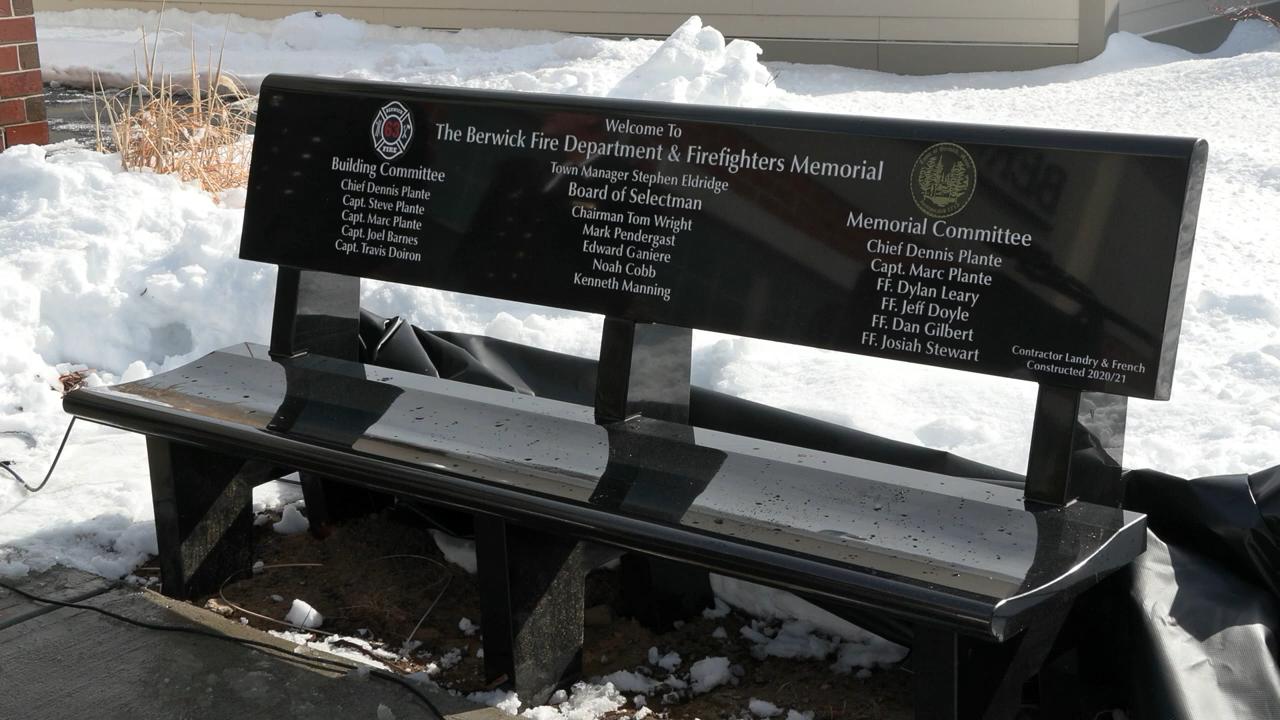 BERWICK
63
FIRE
Building Committee
Chief Dennis Plante
Capt. Steve Plante
Capt. Marc Plante
Capt. Joel Barnes
Capt. Travis Doiron
Welcome To
The Berwick Fire Department & Firefighters Memorial
Town Manager Stephen Eldridge
Board of Selectman
Chairman Tom Wright
Mark Pendergast
Edward Ganiere
Noah Cobb
Kenneth Manning
Memorial Committee
Chief Dennis Plante
Capt. Marc Plante
FF. Dylan Leary
FF. Jeff Doyle
FF. Dan Gilbert
FF. Josiah Stewart
Contractor Landry & French
Constructed 2020/21